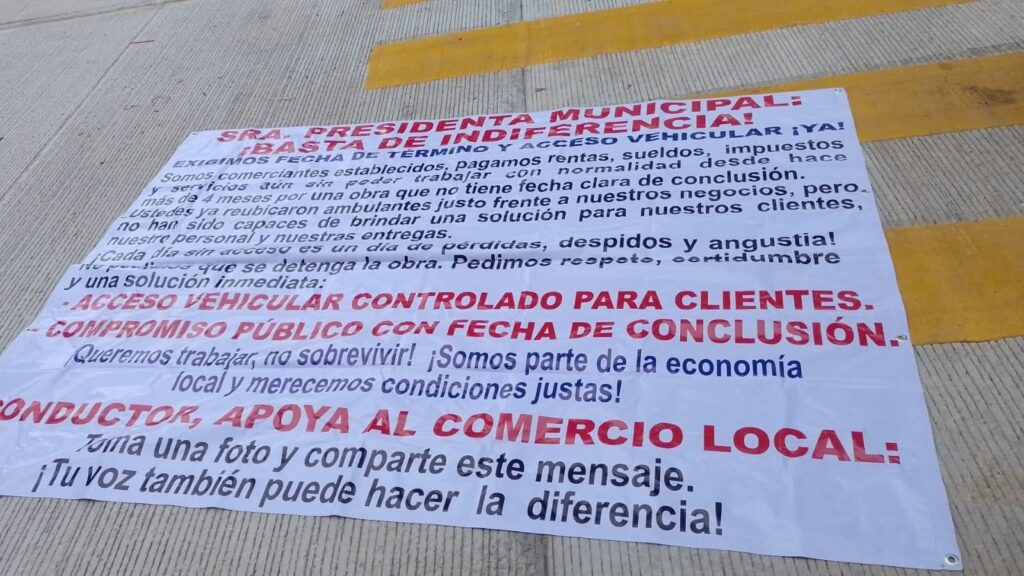 SRA. PRESIDENTA MUNICIPAL:
¡BASTA DE INDIFERENCIA!
EXIGIMOS FECHA DE TÉRMINO Y ACCESO VEHICULAR ¡YA!
Somos comerciantes establecidos, pagamos rentas, sueldos, impuestos
y servicios aún sin poder trabajar con normalidad desde hace
más de 4 meses por una obra que no tiene fecha clara de conclusión.
Ustedes ya reubicaron ambulantes justo frente a nuestros negocios, pero
no han sido capaces de brindar una solución para nuestros clientes,
nuestro personal y nuestras entregas.
¡Cada día sin acceso es un día de pérdidas, despidos y angustia!
No pedimos que se detenga la obra. Pedimos respeto, certidumbre
y una solución inmediata:
- ACCESO VEHICULAR CONTROLADO PARA CLIENTES.
- COMPROMISO PÚBLICO CON FECHA DE CONCLUSIÓN.
¡Queremos trabajar, no sobrevivir! ¡Somos parte de la economía
local y merecemos condiciones justas!
CONDUCTOR, APOYA AL COMERCIO LOCAL:
Toma una foto y comparte este mensaje.
¡Tu voz también puede hacer la diferencia!